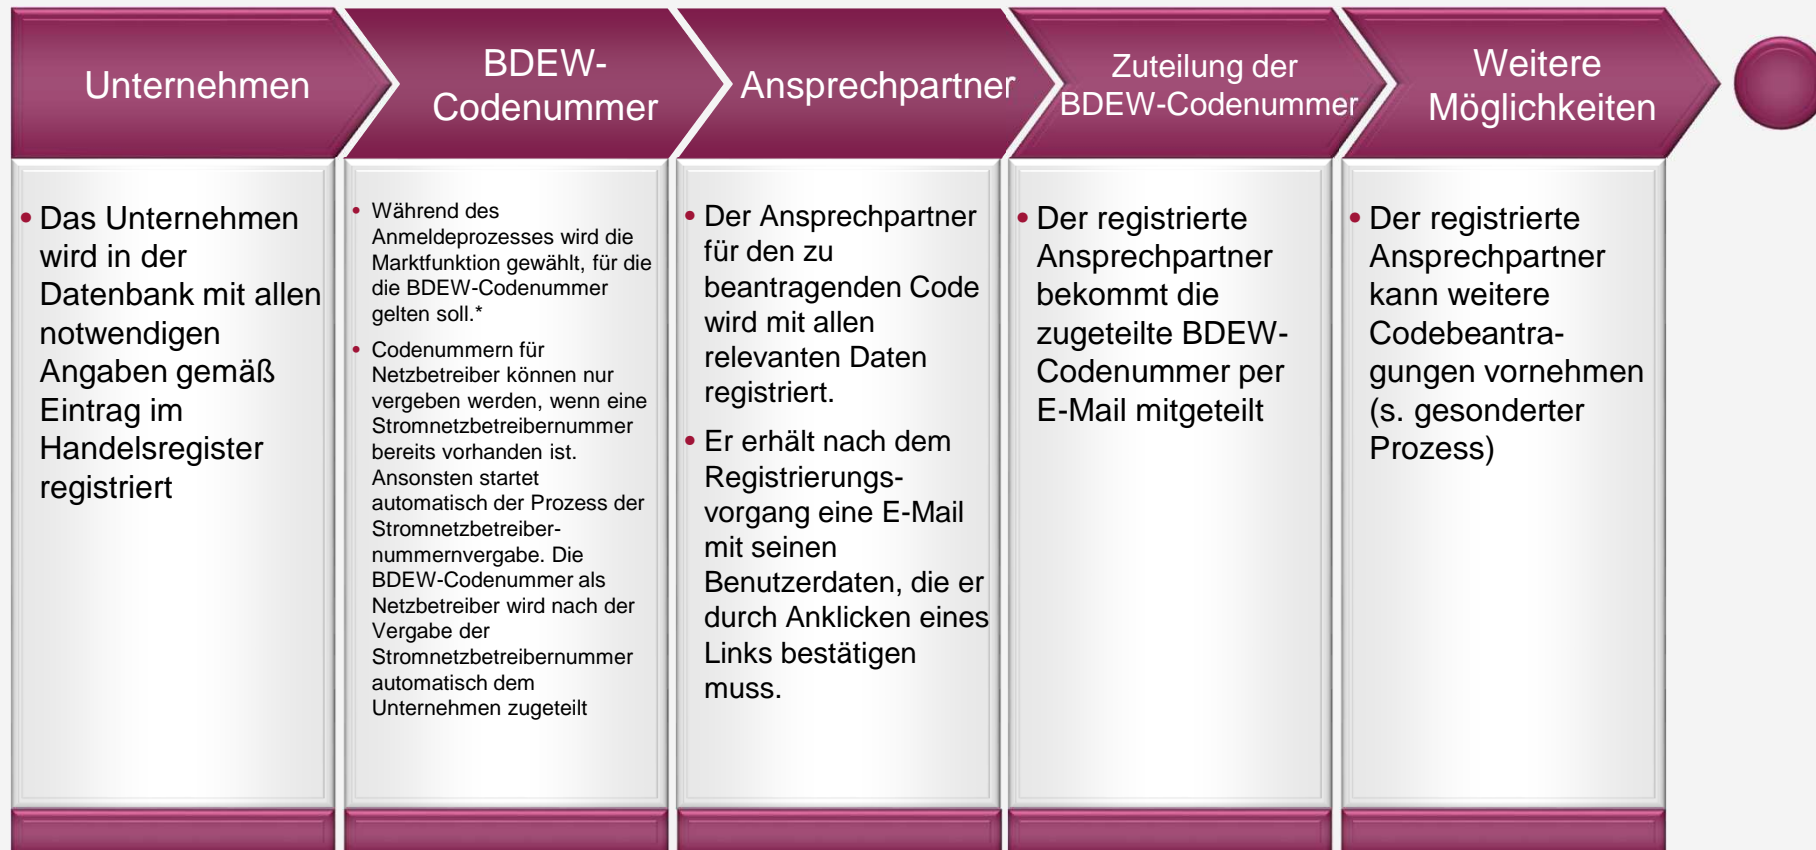 Unternehmen
BDEW-
Codenummer
Ansprechpartner
Zuteilung der
BDEW-Codenummer
Weitere
Möglichkeiten
• Das Unternehmen
wird in der
Datenbank mit allen
notwendigen
Angaben gemäß
Eintrag im
Handelsregister
registriert
• Während des
Anmeldeprozesses wird die
Marktfunktion gewählt, für die
die BDEW-Codenummer
gelten soll.*
• Codenummern für
Netzbetreiber können nur
vergeben werden, wenn eine
Stromnetzbetreibernummer
bereits vorhanden ist.
Ansonsten startet
automatisch der Prozess der
Stromnetzbetreiber-
nummernvergabe. Die
BDEW-Codenummer als
Netzbetreiber wird nach der
Vergabe der
Stromnetzbetreibernummer
automatisch dem
Unternehmen zugeteilt
• Der Ansprechpartner
für den zu
beantragenden Code
wird mit allen
relevanten Daten
registriert.
• Er erhält nach dem
Registrierungs-
vorgang eine E-Mail
mit seinen
Benutzerdaten, die er
durch Anklicken eines
Links bestätigen
muss.
• Der registrierte
Ansprechpartner
bekommt die
zugeteilte BDEW-
Codenummer per
E-Mail mitgeteilt
• Der registrierte
Ansprechpartner
kann weitere
Codebeantra-
gungen vornehmen
(s. gesonderter
Prozess)